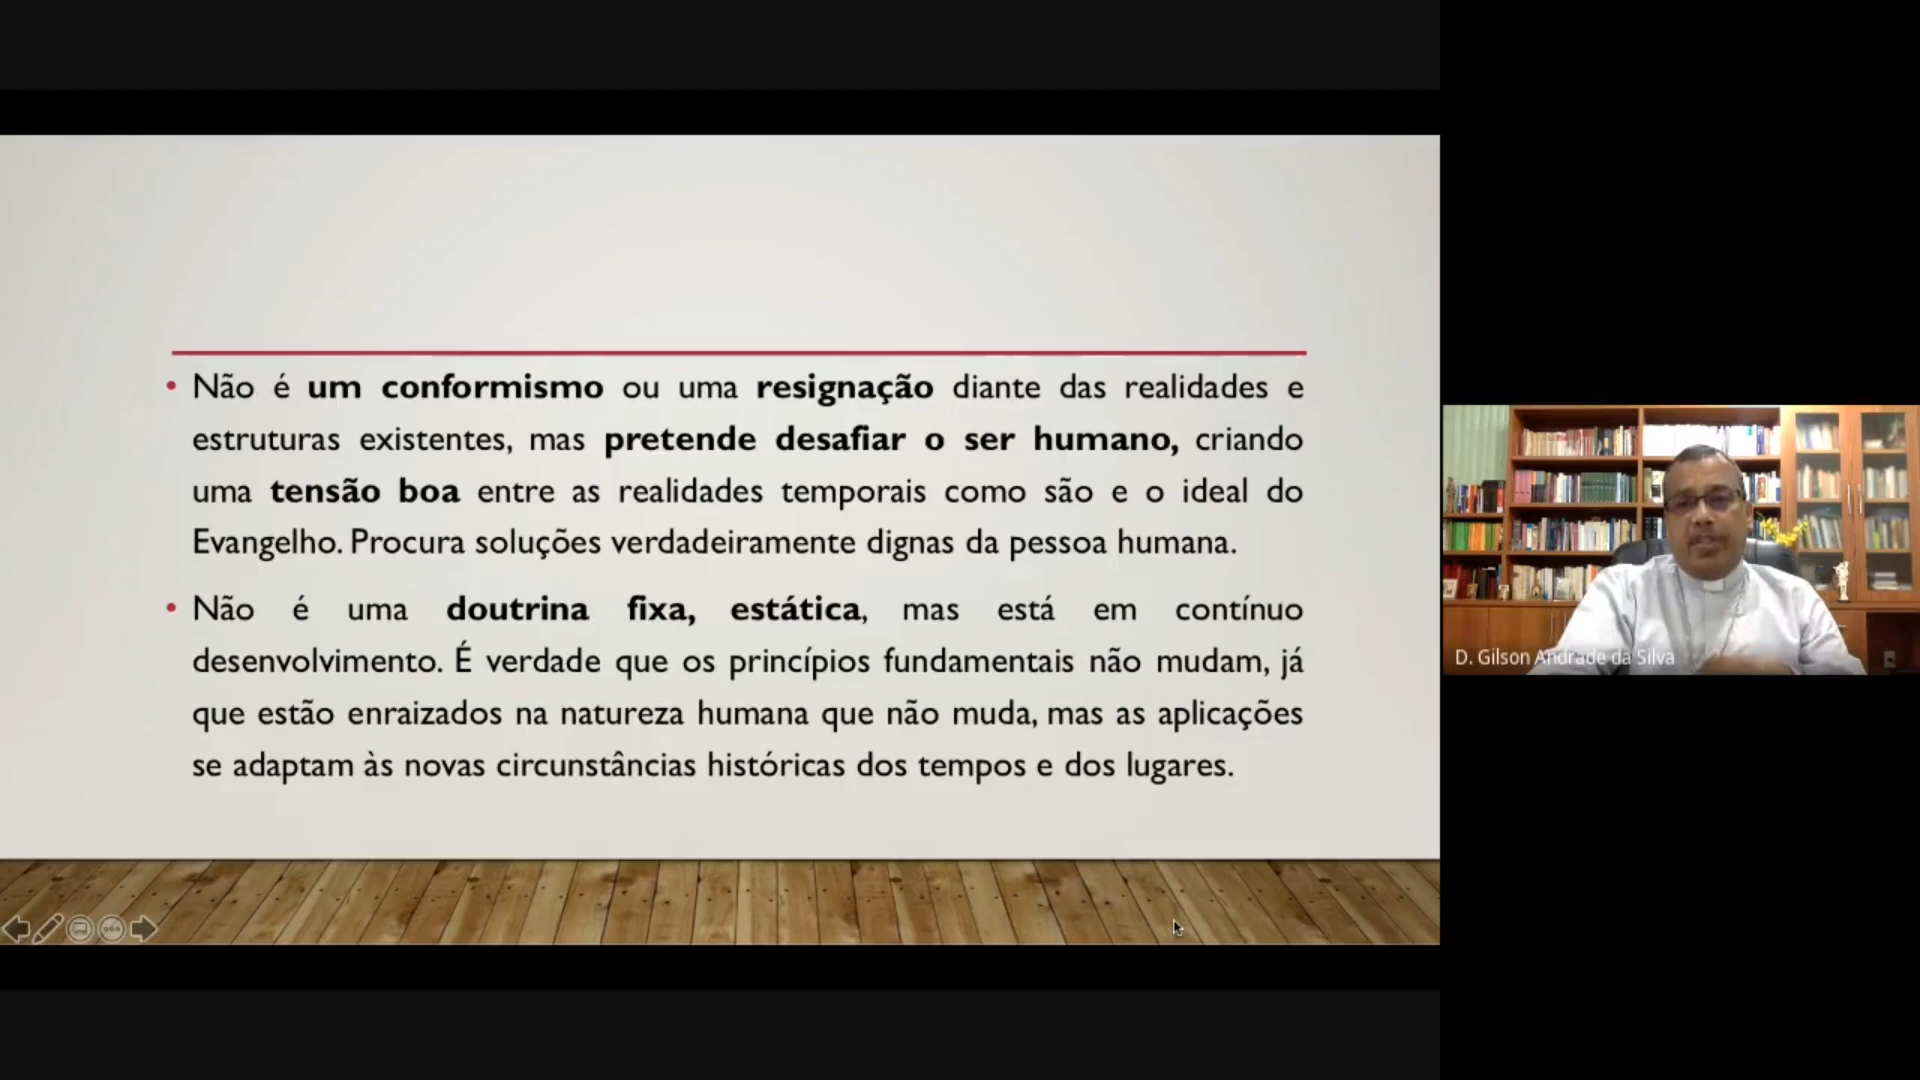 Não é um conformismo ou uma resignação diante das realidades e
estruturas existentes, mas pretende desafiar o ser humano, criando
uma tensão boa entre as realidades temporais como são e o ideal do
Evangelho. Procura soluções verdadeiramente dignas da pessoa humana.
Não é uma doutrina fixa, estática, mas está em contínuo
desenvolvimento. É verdade que os princípios fundamentais não mudam, já
que estão enraizados na natureza humana que não muda, mas as aplicações
se adaptam às novas circunstâncias históricas dos tempos e dos lugares.
D. Gilson Andrade da Silva